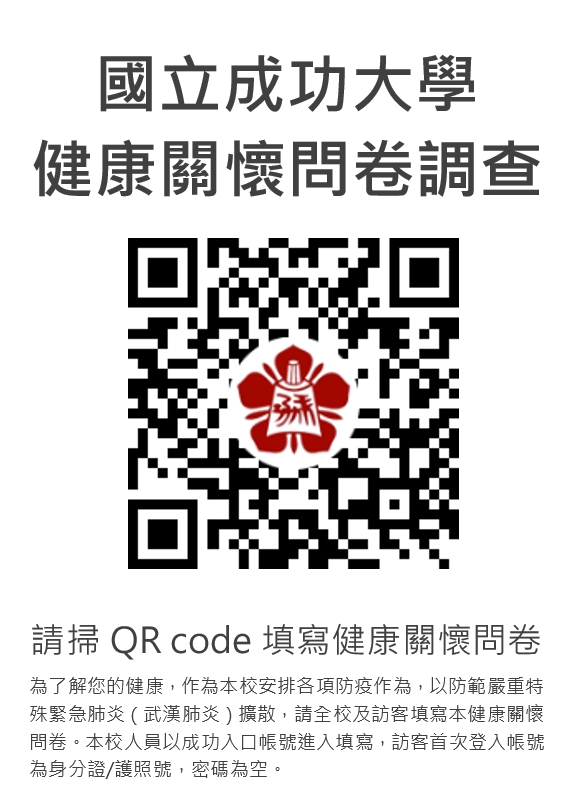 國立成功大學
健康關懷問卷調查
請掃 QR code 填寫健康關懷問卷
為了解您的健康，作為本校安排各項防疫作為，以防範嚴重特
殊緊急肺炎 ( 武漢肺炎 ) 擴散，請全校及訪客填寫本健康關懷
問卷。本校人員以成功入口帳號進入填寫，訪客首次登入帳號
為身分證/護照號，密碼為空。